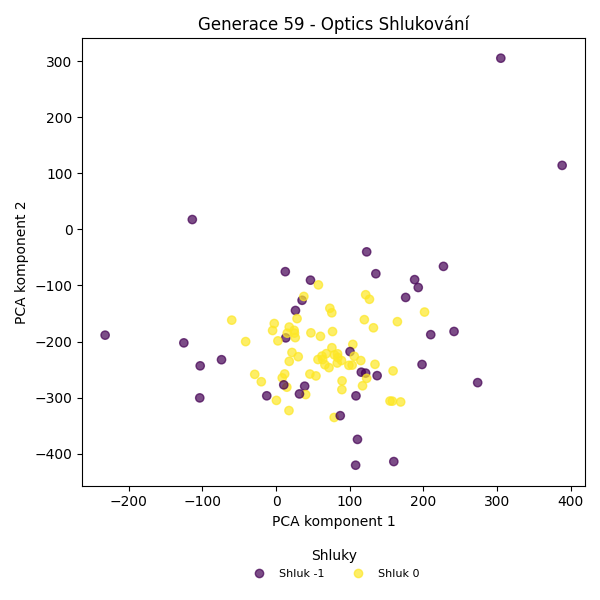 Generace 59 - Optics Shlukování
300
200
100
0
−100
−200
−300
−400
PCA komponent 2
−200
−100
0
100
200
300
400
PCA komponent 1
Shluky
Shluk -1
Shluk 0